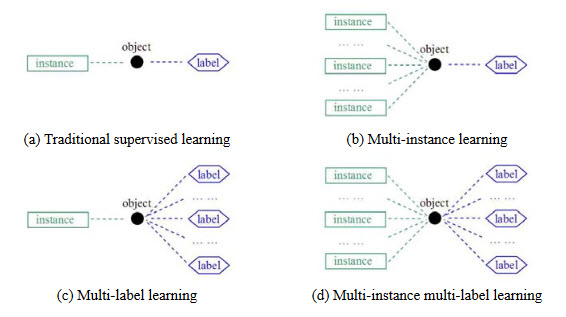 instance
object
label
(a) Traditional supervised learning
instance
... ...
instance
... ...
instance
object
label
(b) Multi-instance learning
instance
object
label
... ...
label
... ...
label
(c) Multi-label learning
instance
... ...
instance
... ...
instance
object
label
... ...
label
... ...
label
(d) Multi-instance multi-label learning